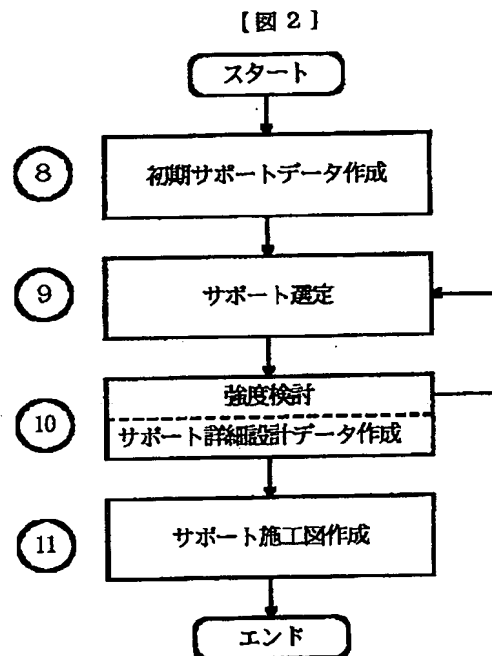 [図 2]
スタート
8
初期サポートデータ作成
9
サポート選定
強度検討
10
サポート詳細設計データ作成
11
サポート施工図作成
エンド